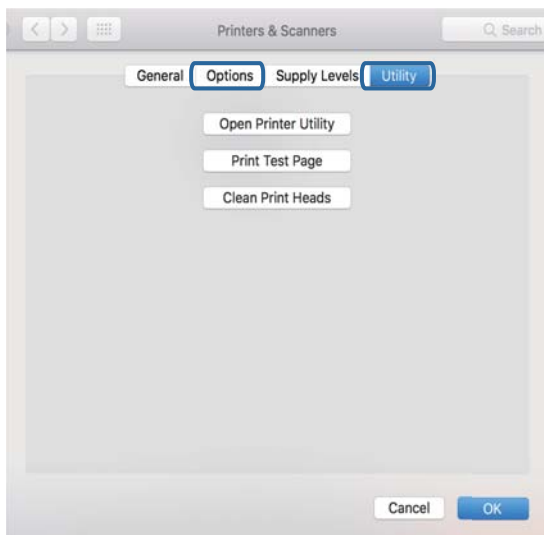 Printers & Scanners
Search
General Options Supply Levels Utility
Open Printer Utility
Print Test Page
Clean Print Heads
Cancel OK